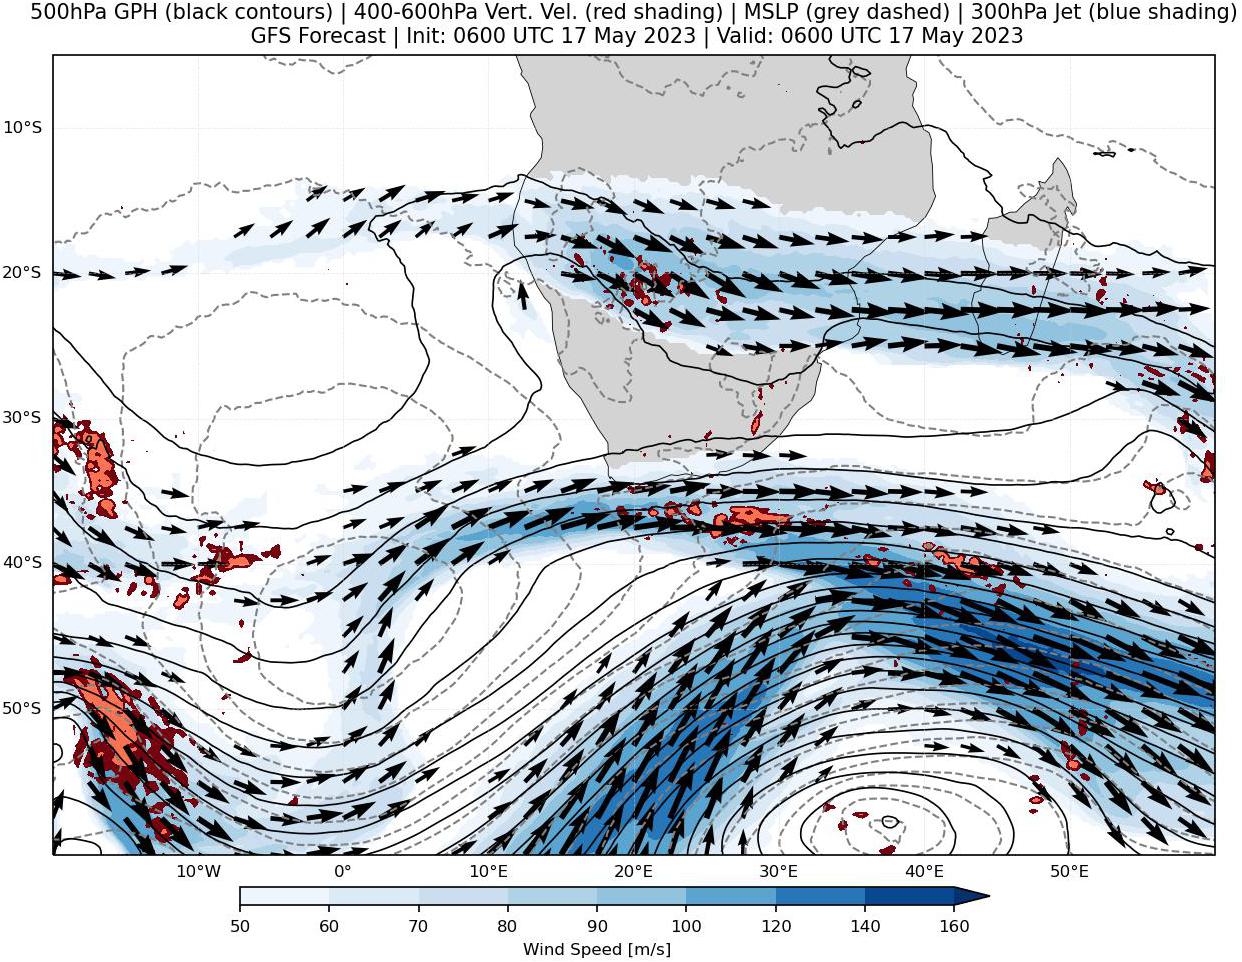 500hPa GPH (black contours) | 400-600hPa Vert. Vel. (red shading) | MSLP (grey dashed) | 300hPa Jet (blue shading)
GFS Forecast | Init: 0600 UTC 17 May 2023 | Valid: 0600 UTC 17 May 2023
10°S
20°S
30°S
40°S
50°S
10°W 0° 10°E 20°E 30°E 40°E 50°E
50 60 70 80 90 100 120 140 160
Wind Speed [m/s]